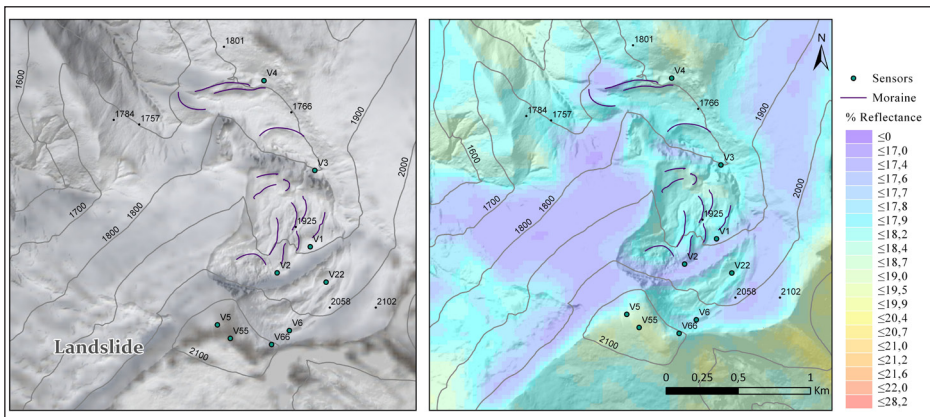 1801
V4
1766
1784
1757
1600
1900
V3
2000
1700
1800
1925
1800
V1
V2
V22
2058
2102
V5
V6
V55
V66
Landslide
2100
1801
V4
1766
1784
1757
1600
1900
V3
2000
1700
1800
1925
1800
V1
V2
V22
2058
2102
V5
V6
V55
V66
2100
0 0,25 0,5 1
Km
N
Sensors
Moraine
% Reflectance
≤0
≤17.0
≤17.4
≤17.6
≤17.7
≤17.8
≤17.9
≤18.2
≤18.4
≤18.7
≤19.0
≤19.5
≤19.9
≤20.4
≤20.7
≤21.0
≤21.2
≤21.6
≤22.0
≤28,2